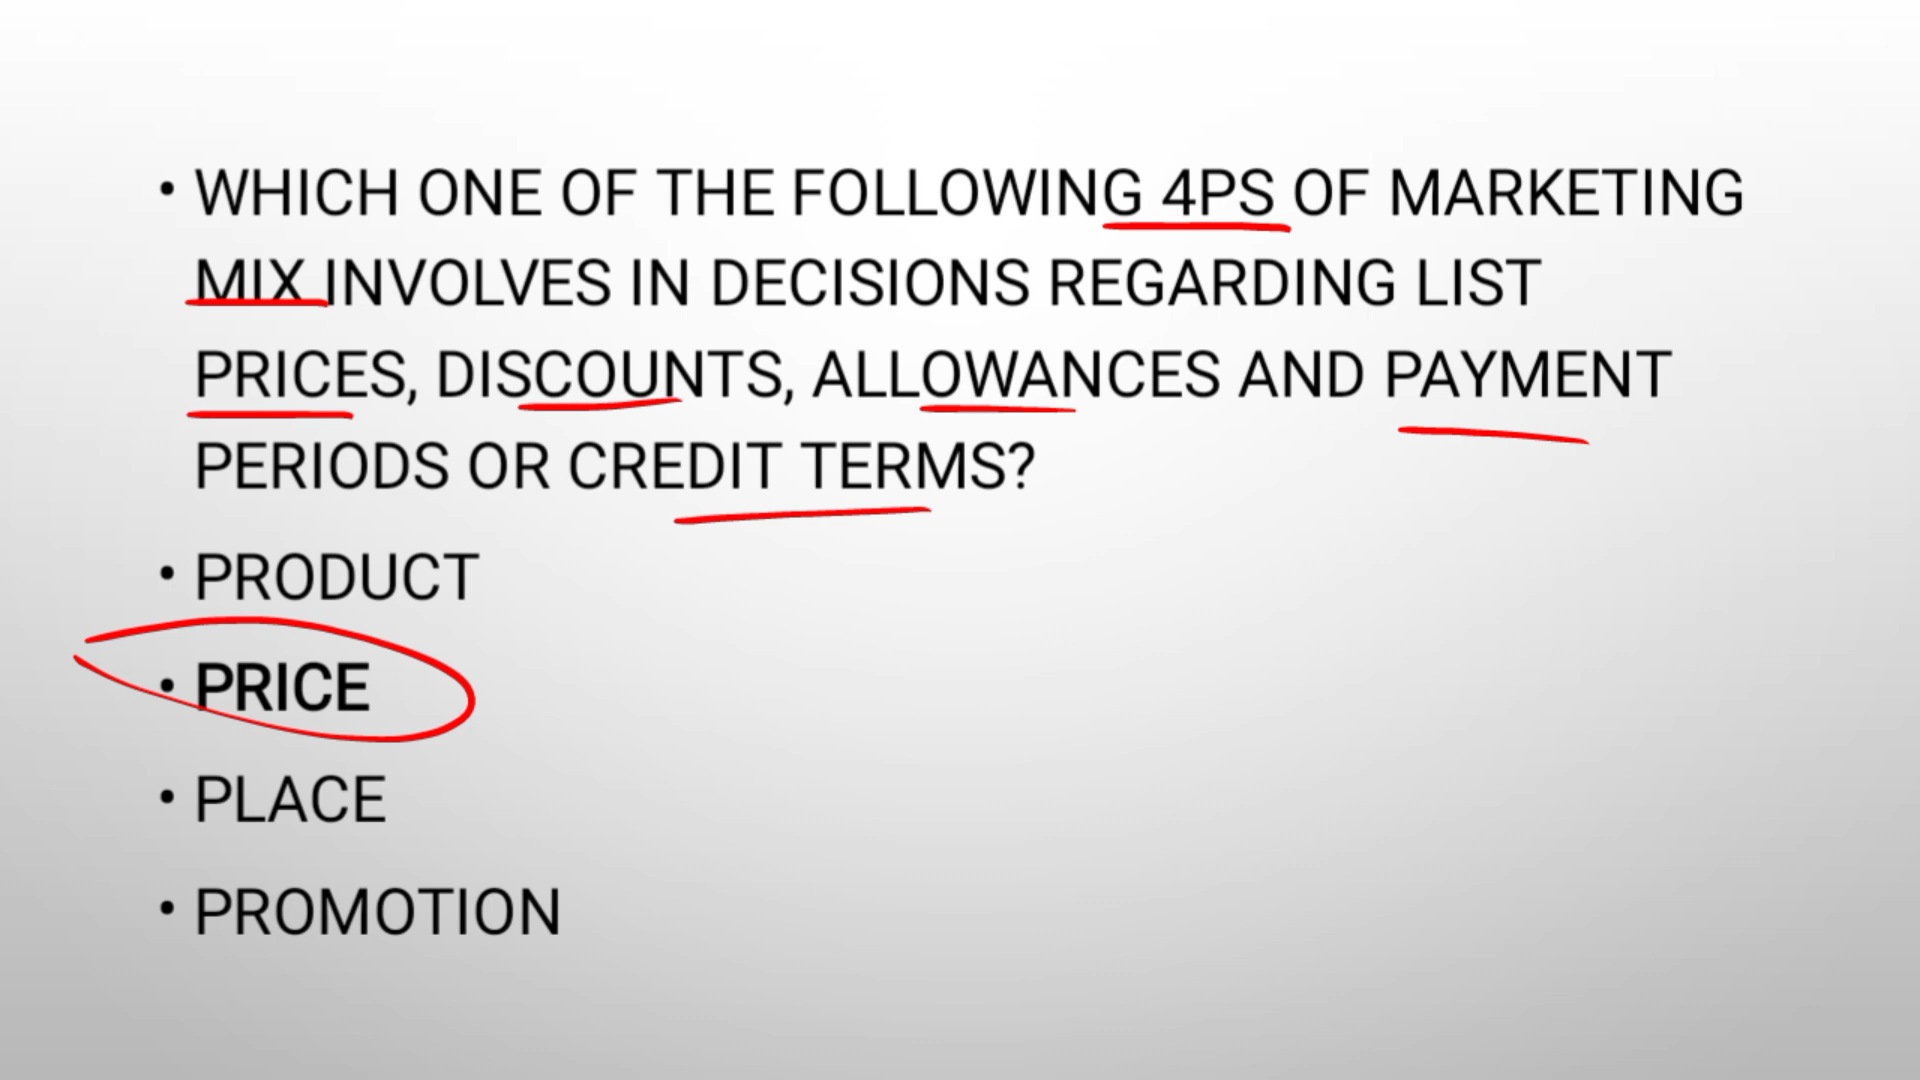 • WHICH ONE OF THE FOLLOWING 4PS OF MARKETING
MIX INVOLVES IN DECISIONS REGARDING LIST
PRICES, DISCOUNTS, ALLOWANCES AND PAYMENT
PERIODS OR CREDIT TERMS?
• PRODUCT
• PRICE
• PLACE
• PROMOTION